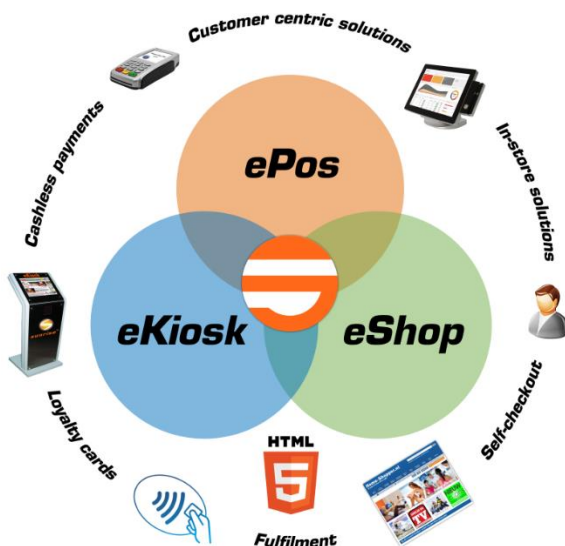 Customer centric solutions
Cashless payments
In-store solutions
ePos
eKiosk
eShop
Loyalty cards
Self-checkout
HTML
5
Fulfilment